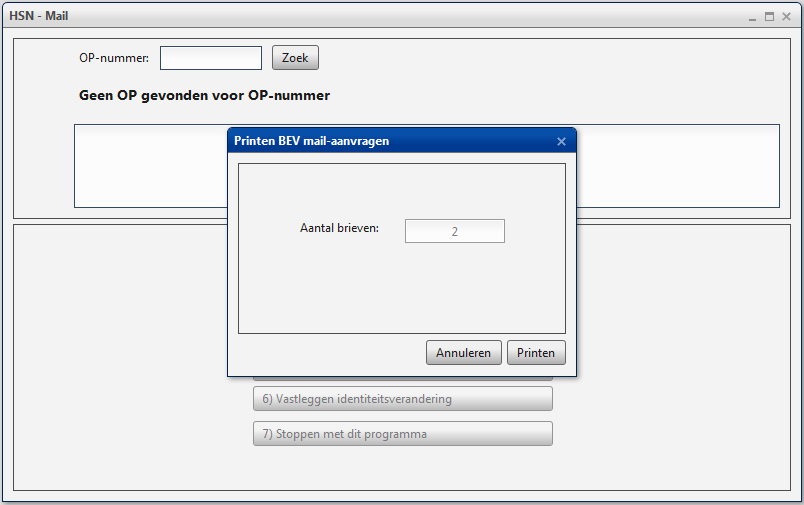 HSN - Mail
OP-nummer:
Zoek
Geen OP gevonden voor OP-nummer
Printen BEV mail-aanvragen
Aantal brieven:
2
Annuleren
Printen
6) Vastleggen identiteitsverandering
7) Stoppen met dit programma